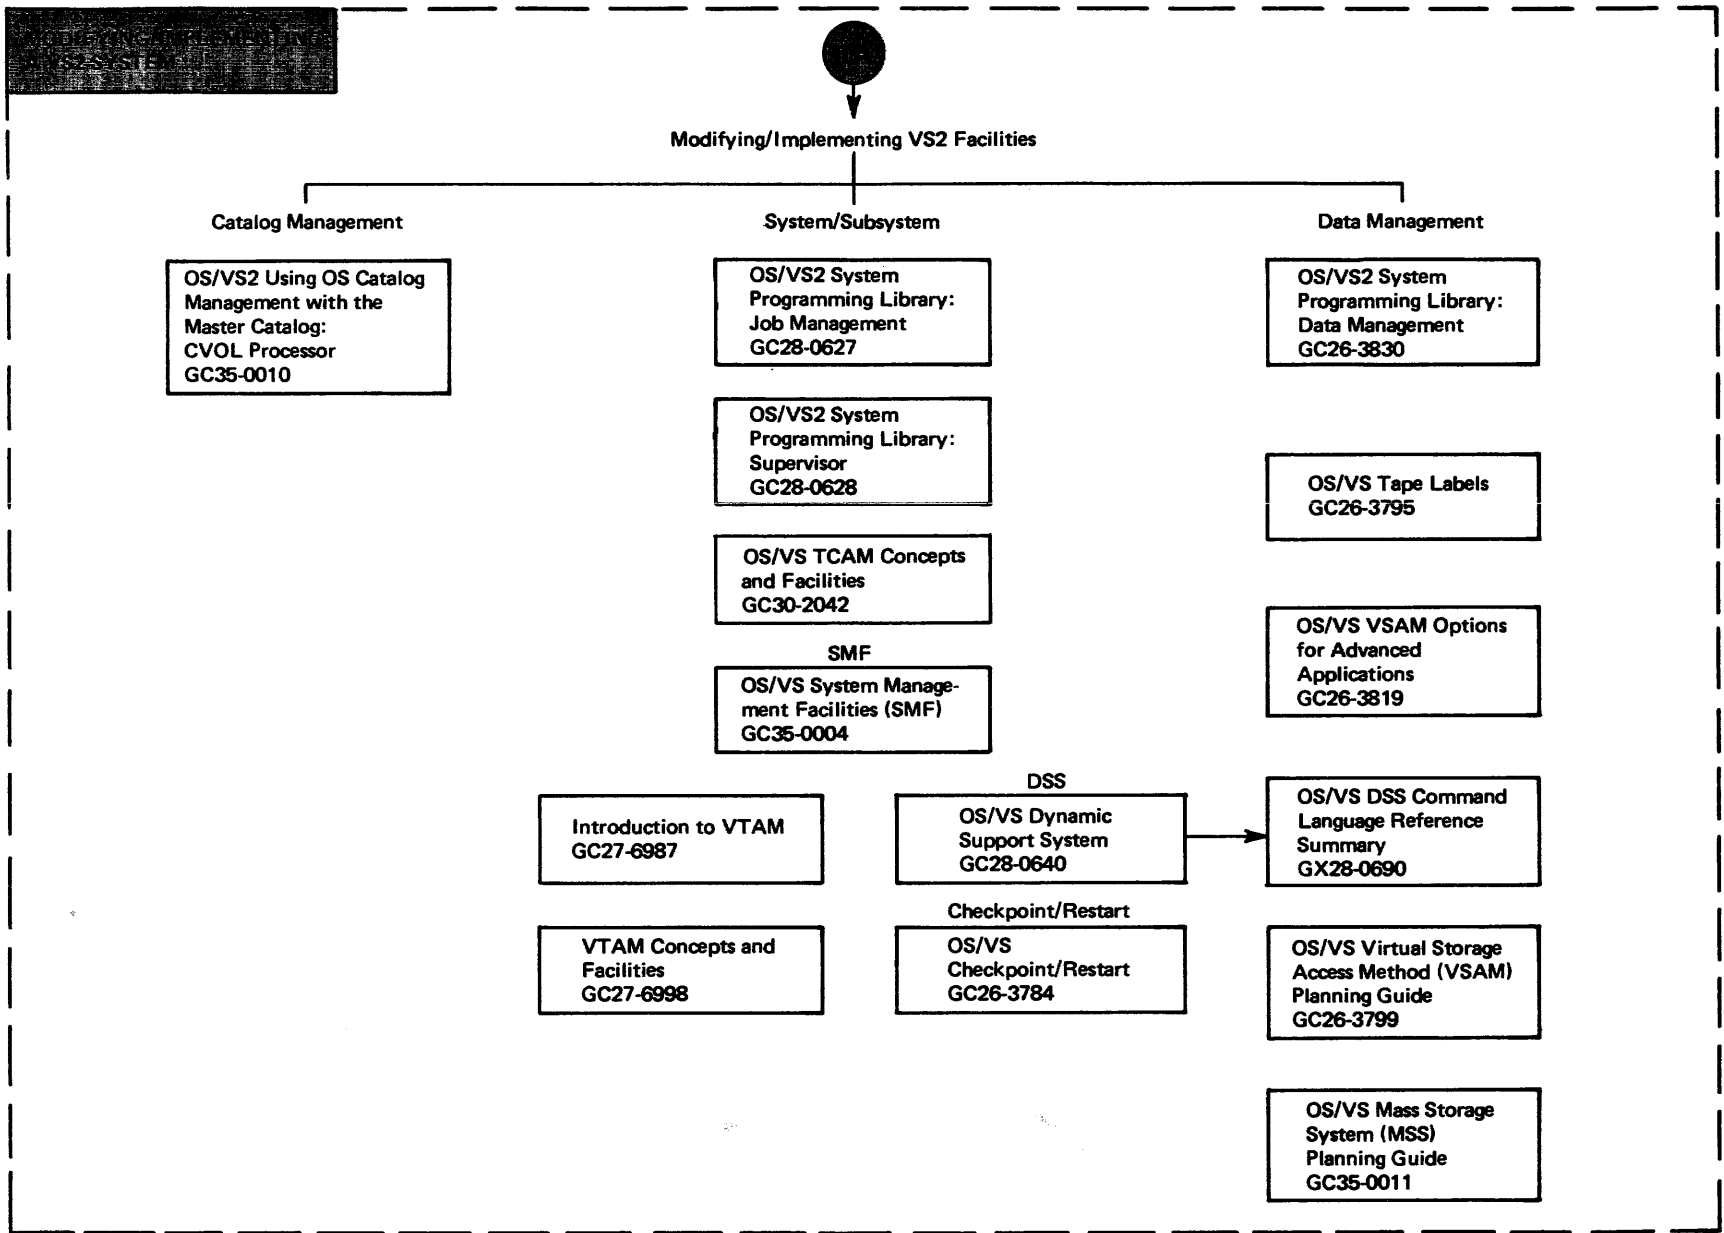 MODIFYING/IMPLEMENTING
A VS2 SYSTEM
Modifying/Implementing VS2 Facilities
Catalog Management
OS/VS2 Using OS Catalog
Management with the
Master Catalog:
CVOL Processor
GC35-0010
System/Subsystem
OS/VS2 System
Programming Library:
Job Management
GC28-0627
OS/VS2 System
Programming Library:
Supervisor
GC28-0628
OS/VS TCAM Concepts
and Facilities
GC30-2042
SMF
OS/VS System Manage-
ment Facilities (SMF)
GC35-0004
Introduction to VTAM
GC27-6987
VTAM Concepts and
Facilities
GC27-6998
DSS
OS/VS Dynamic
Support System
GC28-0640
Checkpoint/Restart
OS/VS
Checkpoint/Restart
GC26-3784
Data Management
OS/VS2 System
Programming Library:
Data Management
GC26-3830
OS/VS Tape Labels
GC26-3795
OS/VS VSAM Options
for Advanced
Applications
GC26-3819
OS/VS DSS Command
Language Reference
Summary
GX28-0690
OS/VS Virtual Storage
Access Method (VSAM)
Planning Guide
GC26-3799
OS/VS Mass Storage
System (MSS)
Planning Guide
GC35-0011